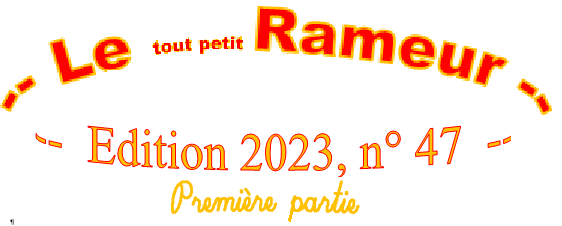 -- Le tout petit Rameur --
-- Edition 2023, n° 47 --
Première partie
¶